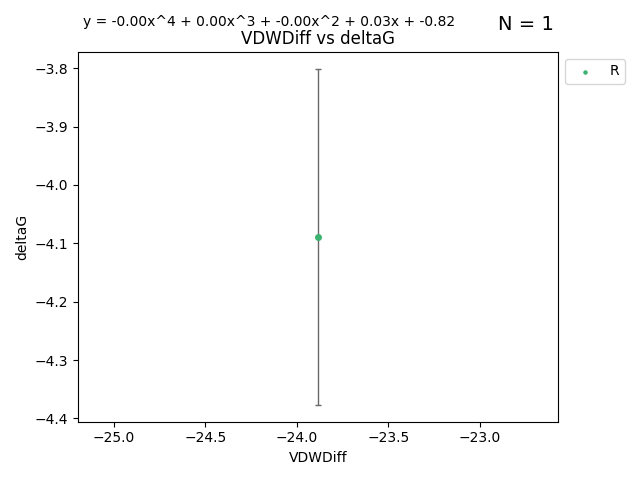 y = -0.00x^4 + 0.00x^3 + -0.00x^2 + 0.03x + -0.82
N = 1
VDWDiff vs deltaG
R
−3.8
−3.9
−4.0
−4.1
−4.2
−4.3
−4.4
deltaG
−25.0
−24.5
−24.0
−23.5
−23.0
VDWDiff